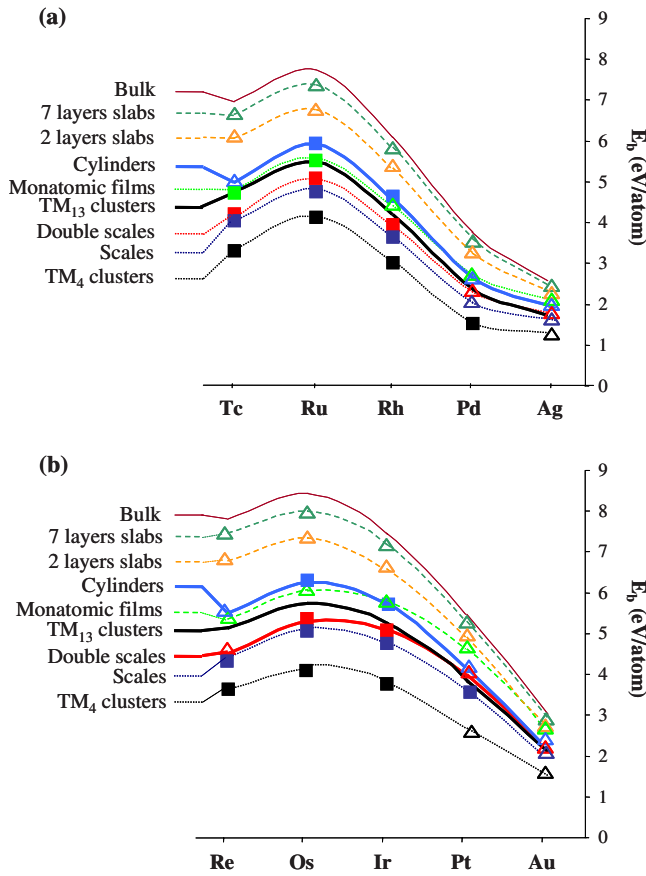 (a)
9
8
7
6
5
4
3
2
1
0
E_b (eV/atom)
Bulk
7 layers slabs
2 layers slabs
Cylinders
Monatomic films
TM₁₃ clusters
Double scales
Scales
TM₄ clusters
Tc Ru Rh Pd Ag
(b)
9
8
7
6
5
4
3
2
1
0
E_b (eV/atom)
Bulk
7 layers slabs
2 layers slabs
Cylinders
Monatomic films
TM₁₃ clusters
Double scales
Scales
TM₄ clusters
Re Os Ir Pt Au